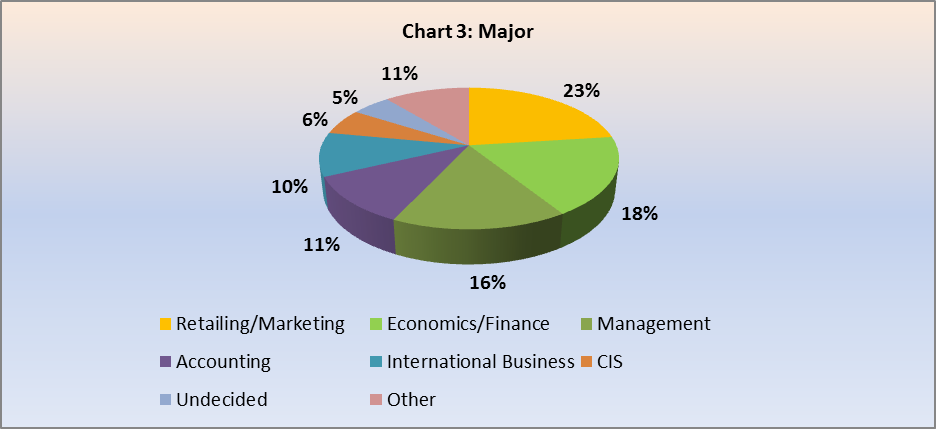 Chart 3: Major
11%
23%
5%
6%
10%
18%
11%
16%
Retailing/Marketing Economics/Finance Management
Accounting International Business CIS
Undecided Other